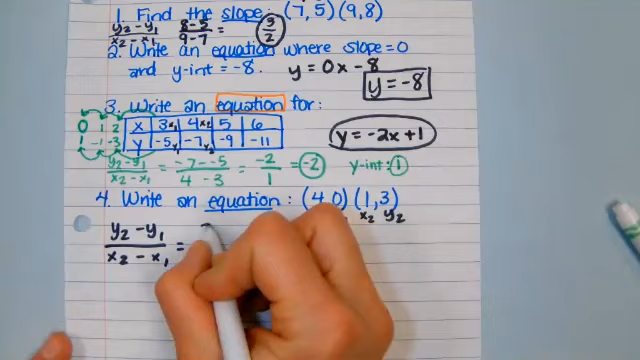 1. Find the slope: (7,5)(9,8)
y₂-y₁/x₂-x₁ 8-5/9-7 = 3/2
2. Write an equation where slope=0
and y-int = -8. y = 0x -8
y = -8
3. Write an equation for:
0 1 2 x 3 x₁ 4 x₂ 5 6
1 -1 -3 y -5 y₁ -7 y₂ -9 -11
y = -2x +1
y₂-y₁/x₂-x₁ = -7--5/4-3 = -2/1 = -2 y-int: 1
4. Write an equation: (4,0)(1,3)
x₂ y₂
y₂-y₁/x₂-x₁ =